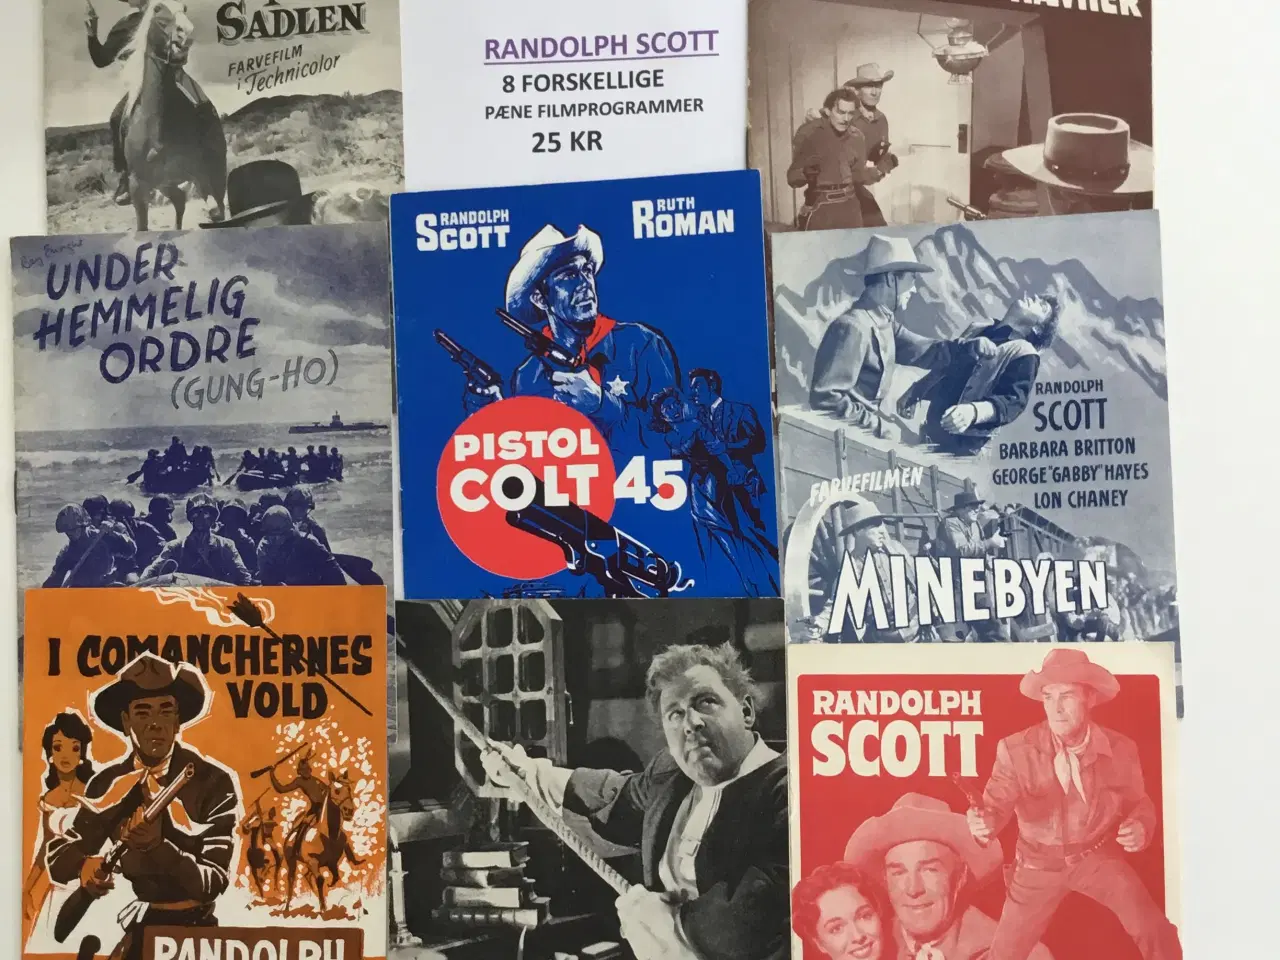 SADLEN
FARVEFILM
i Technicolor
RANDOLPH SCOTT
8 FORSKELLIGE
PÆNE FILMPROGRAMMER
25 KR
UNDER
HEMMELIG
ORDRE
(GUNG-HO)
RANDOLPH
SCOTT
RUTH
ROMAN
PISTOL
COLT 45
RANDOLPH
SCOTT
BARBARA BRITTON
GEORGE "GABBY" HAYES
LON CHANEY
FARVEFILMEN
MINEBYEN
I COMANCHERNES
VOLD
RANDOLPH
RANDOLPH
SCOTT